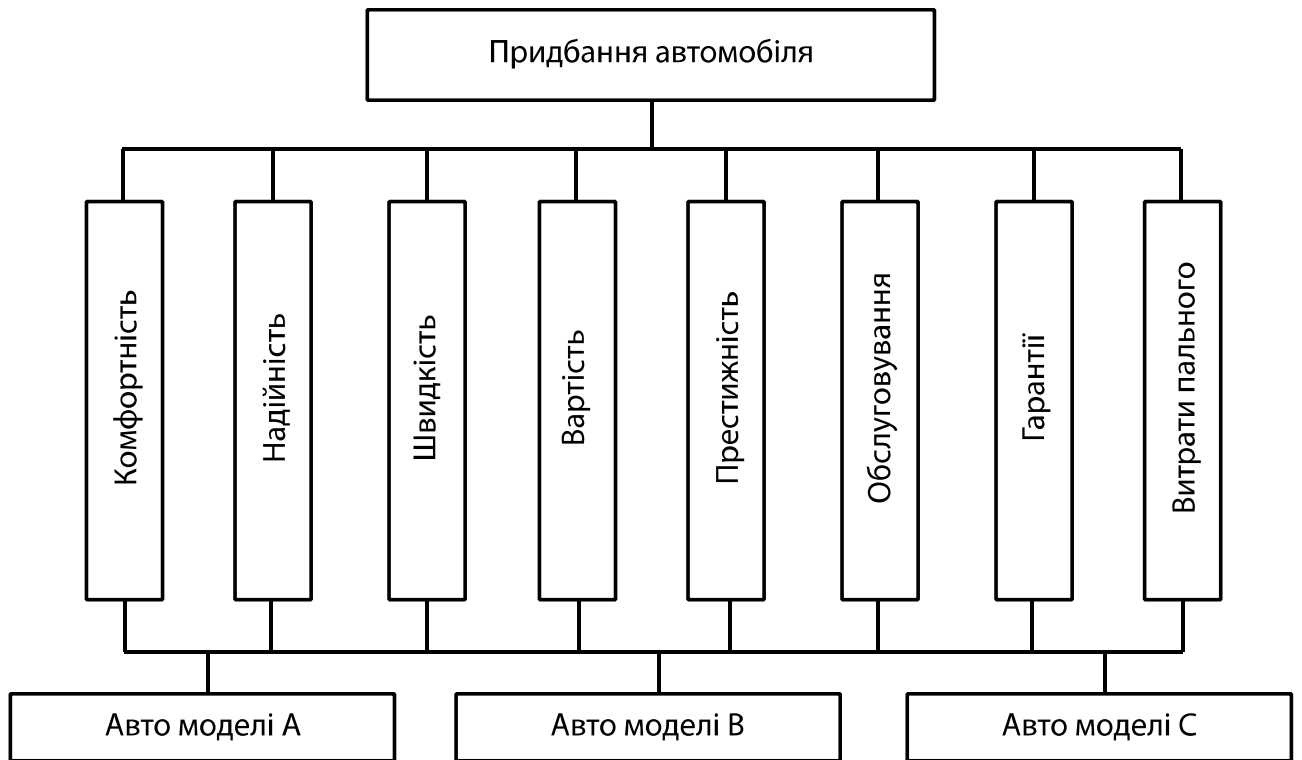 Придбання автомобіля
Комфортність
Надійність
Швидкість
Вартість
Престижність
Обслуговування
Гарантії
Витрати пального
Авто моделі А
Авто моделі В
Авто моделі С